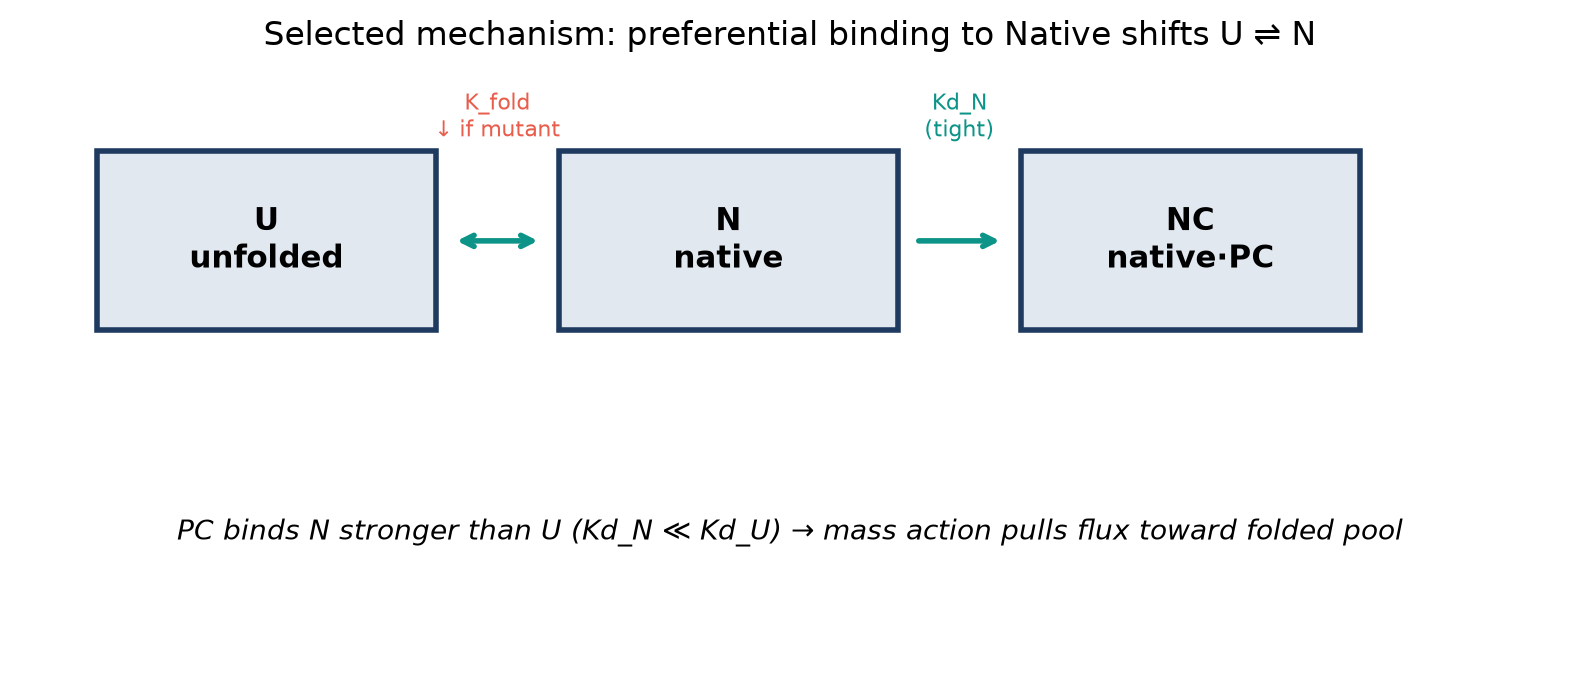 Selected mechanism: preferential binding to Native shifts U ⇌ N
K_fold
↓ if mutant
Kd_N
(tight)
U
unfolded
N
native
NC
native·PC
PC binds N stronger than U (Kd_N ≪ Kd_U) → mass action pulls flux toward folded pool